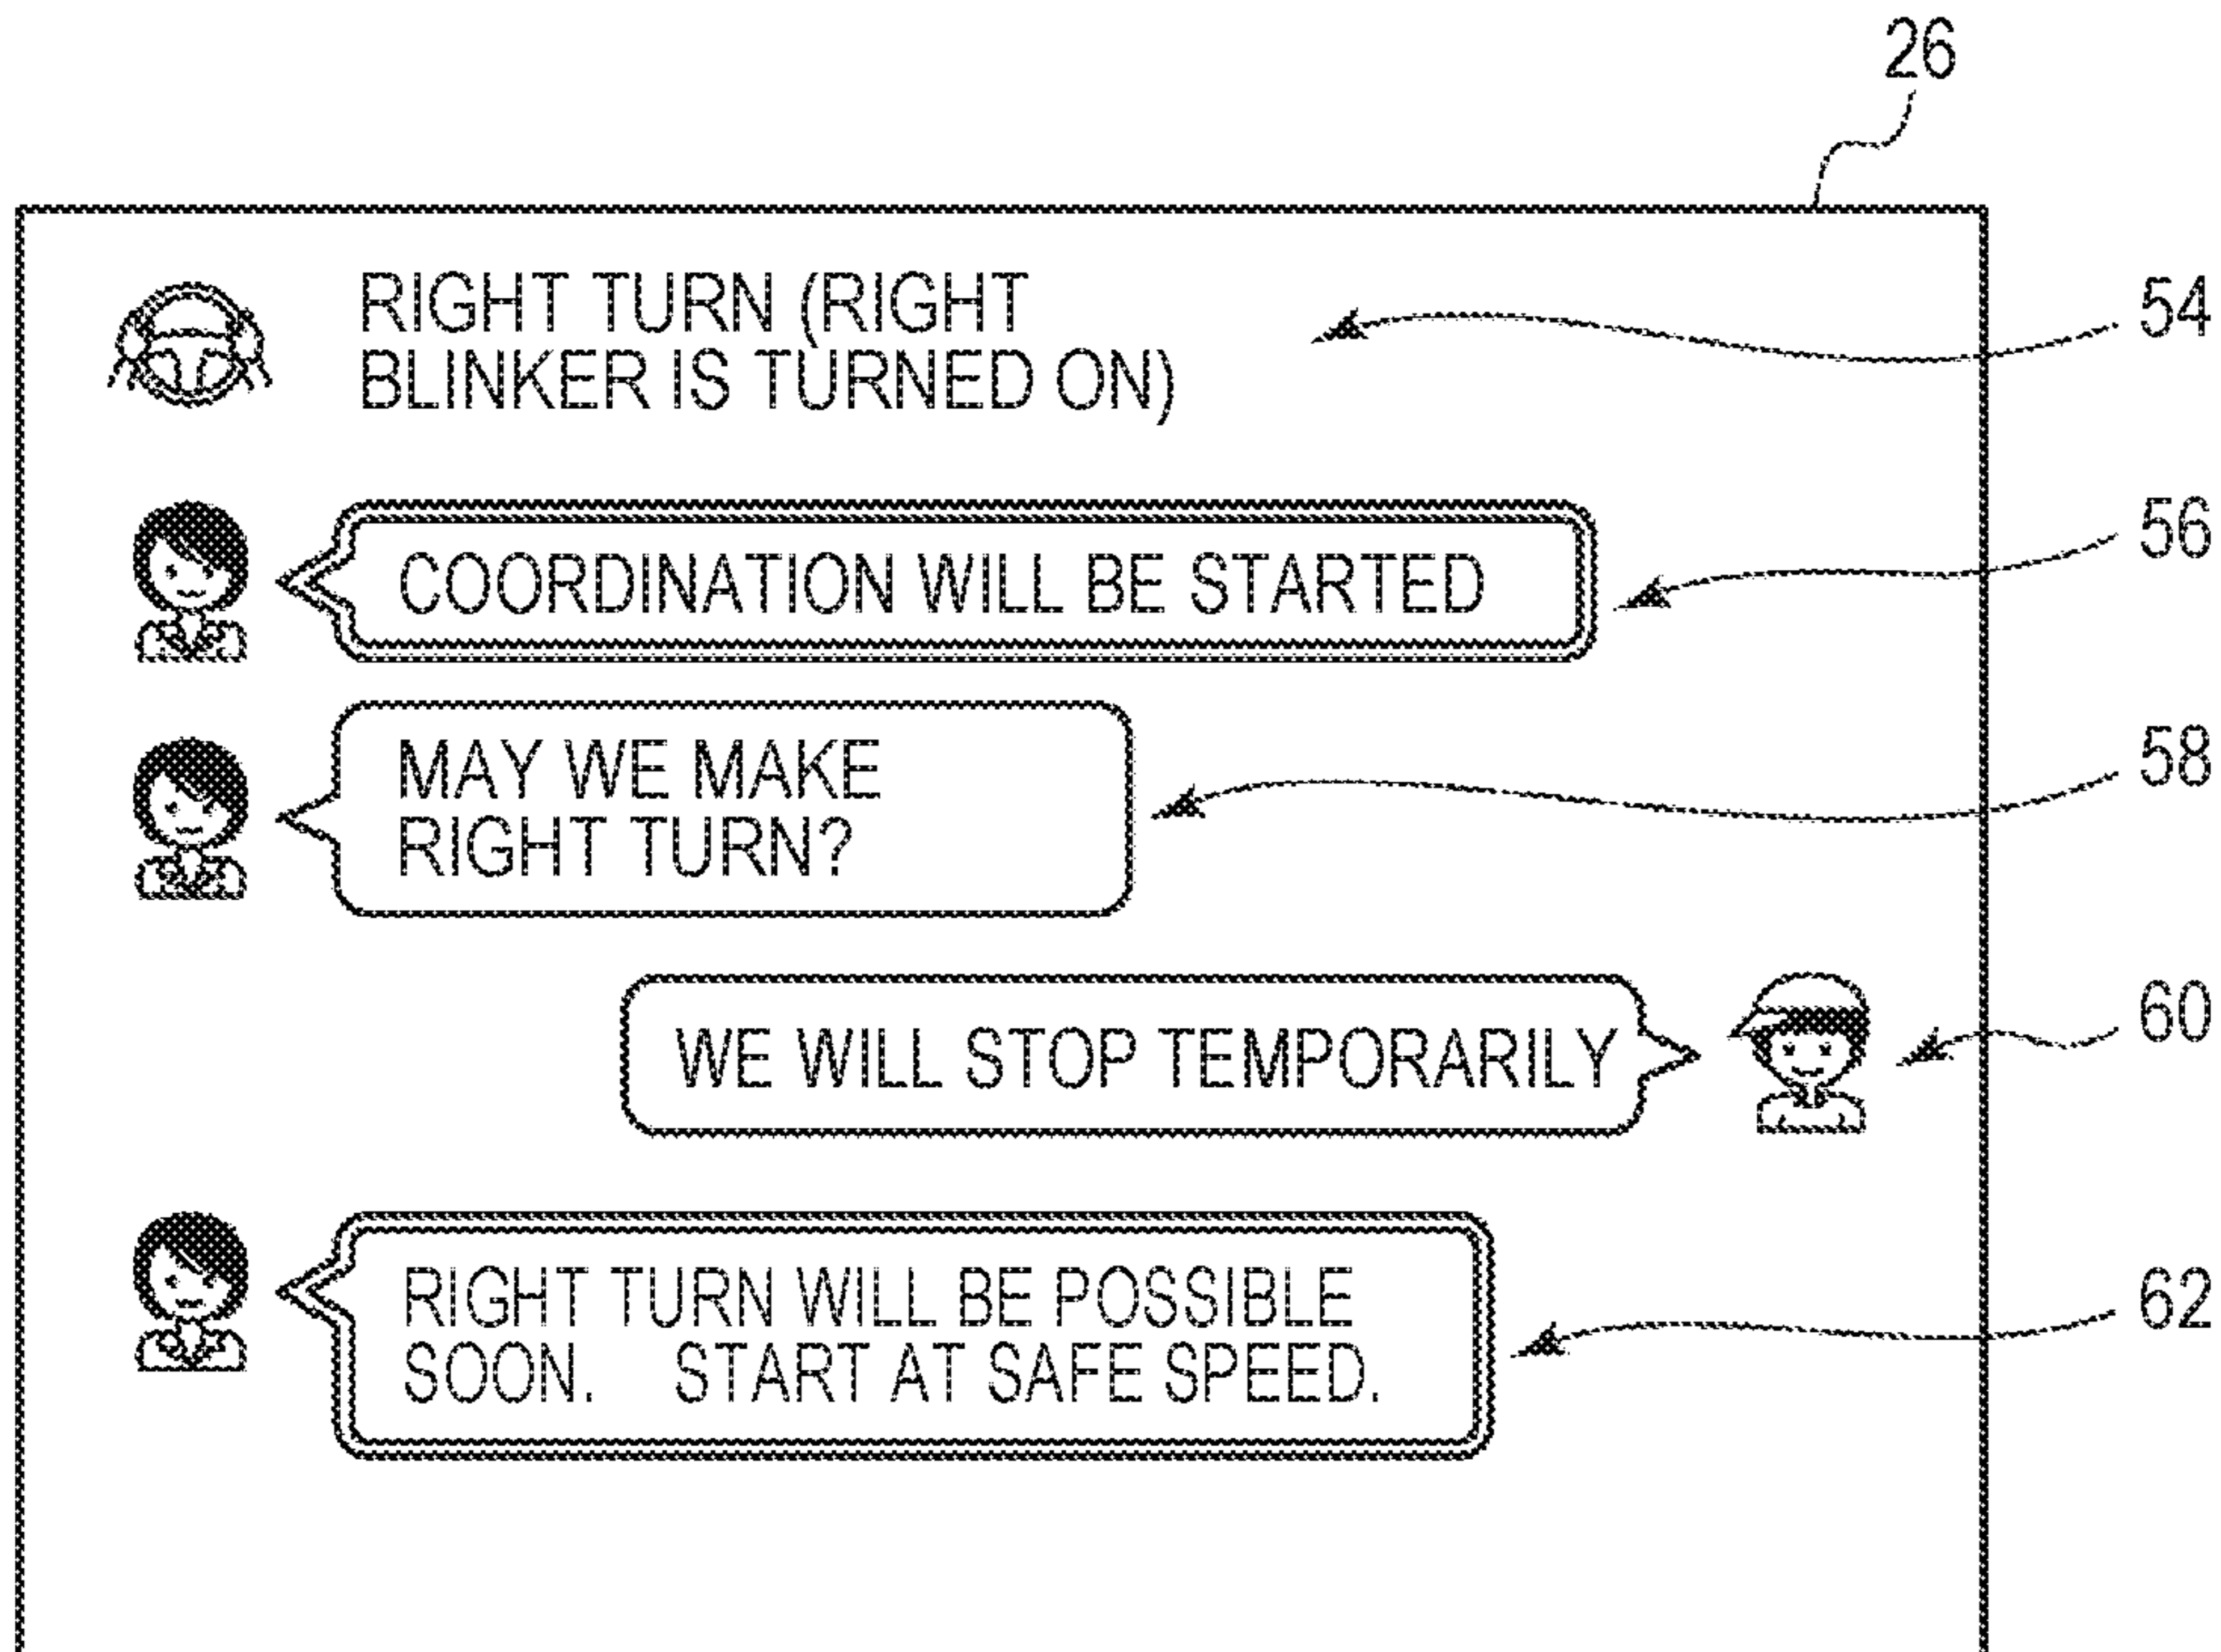 26
RIGHT TURN (RIGHT
BLINKER IS TURNED ON)
54
COORDINATION WILL BE STARTED
56
MAY WE MAKE
RIGHT TURN?
58
WE WILL STOP TEMPORARILY
60
RIGHT TURN WILL BE POSSIBLE
SOON. START AT SAFE SPEED.
62